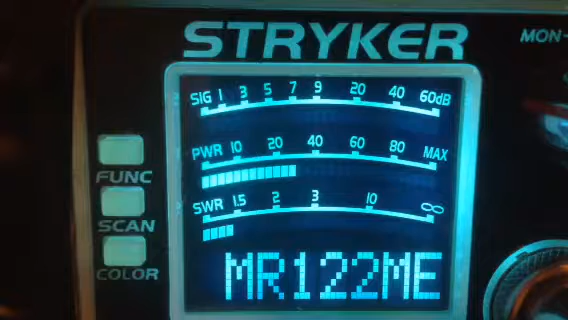 STRYKER
MON-
SIG 1 3 5 7 9 20 40 60dB
PWR 10 20 40 60 80 MAX
FUNC
SWR 1.5 2 3 10 ∞
SCAN
COLOR
MR122ME